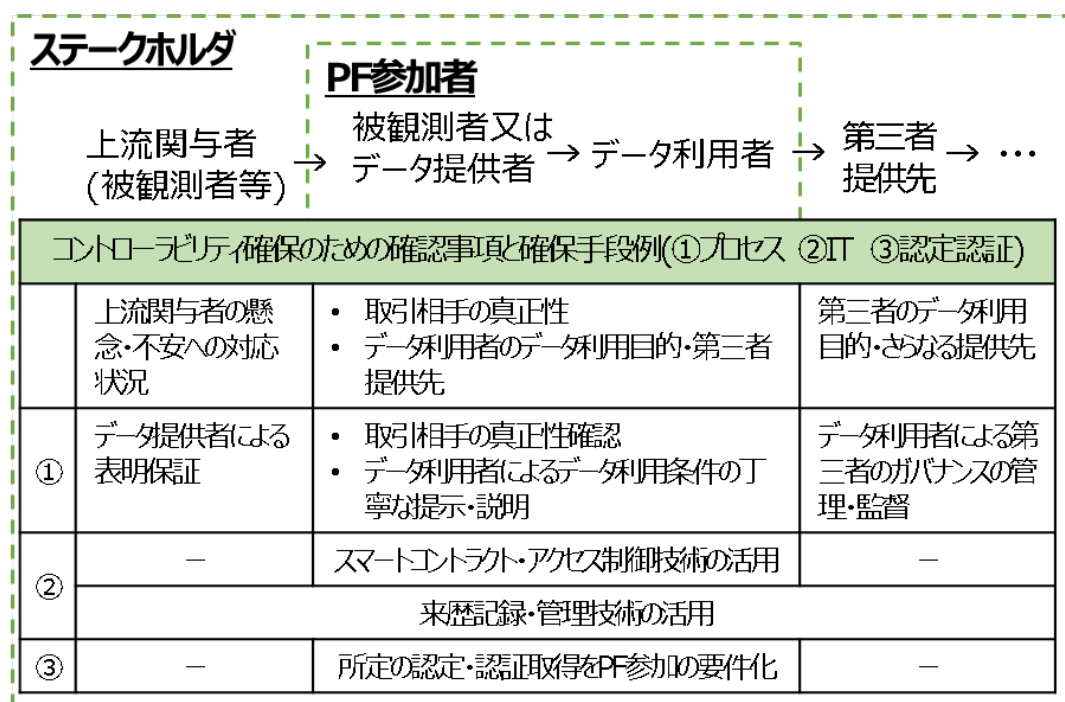 ステークホルダ
PF参加者
上流関与者
(被観測者等)
→
被観測者又は
データ提供者
→
データ利用者
→
第三者
提供先
→ …
コントローラビリティ確保のための確認事項と確保手段例(①プロセス ②IT ③認定認証)
上流関与者の懸
念・不安への対応
状況
• 取引相手の真正性
• データ利用者のデータ利用目的・第三者
提供先
第三者のデータ利用
目的・さらなる提供先
①
データ提供者による
表明保証
• 取引相手の真正性確認
• データ利用者によるデータ利用条件の丁
寧な提示・説明
データ利用者による第
三者のガバナンスの管
理・監督
②
－
スマートコントラクト・アクセス制御技術の活用
－
来歴記録・管理技術の活用
③
－
所定の認定・認証取得をPF参加の要件化
－